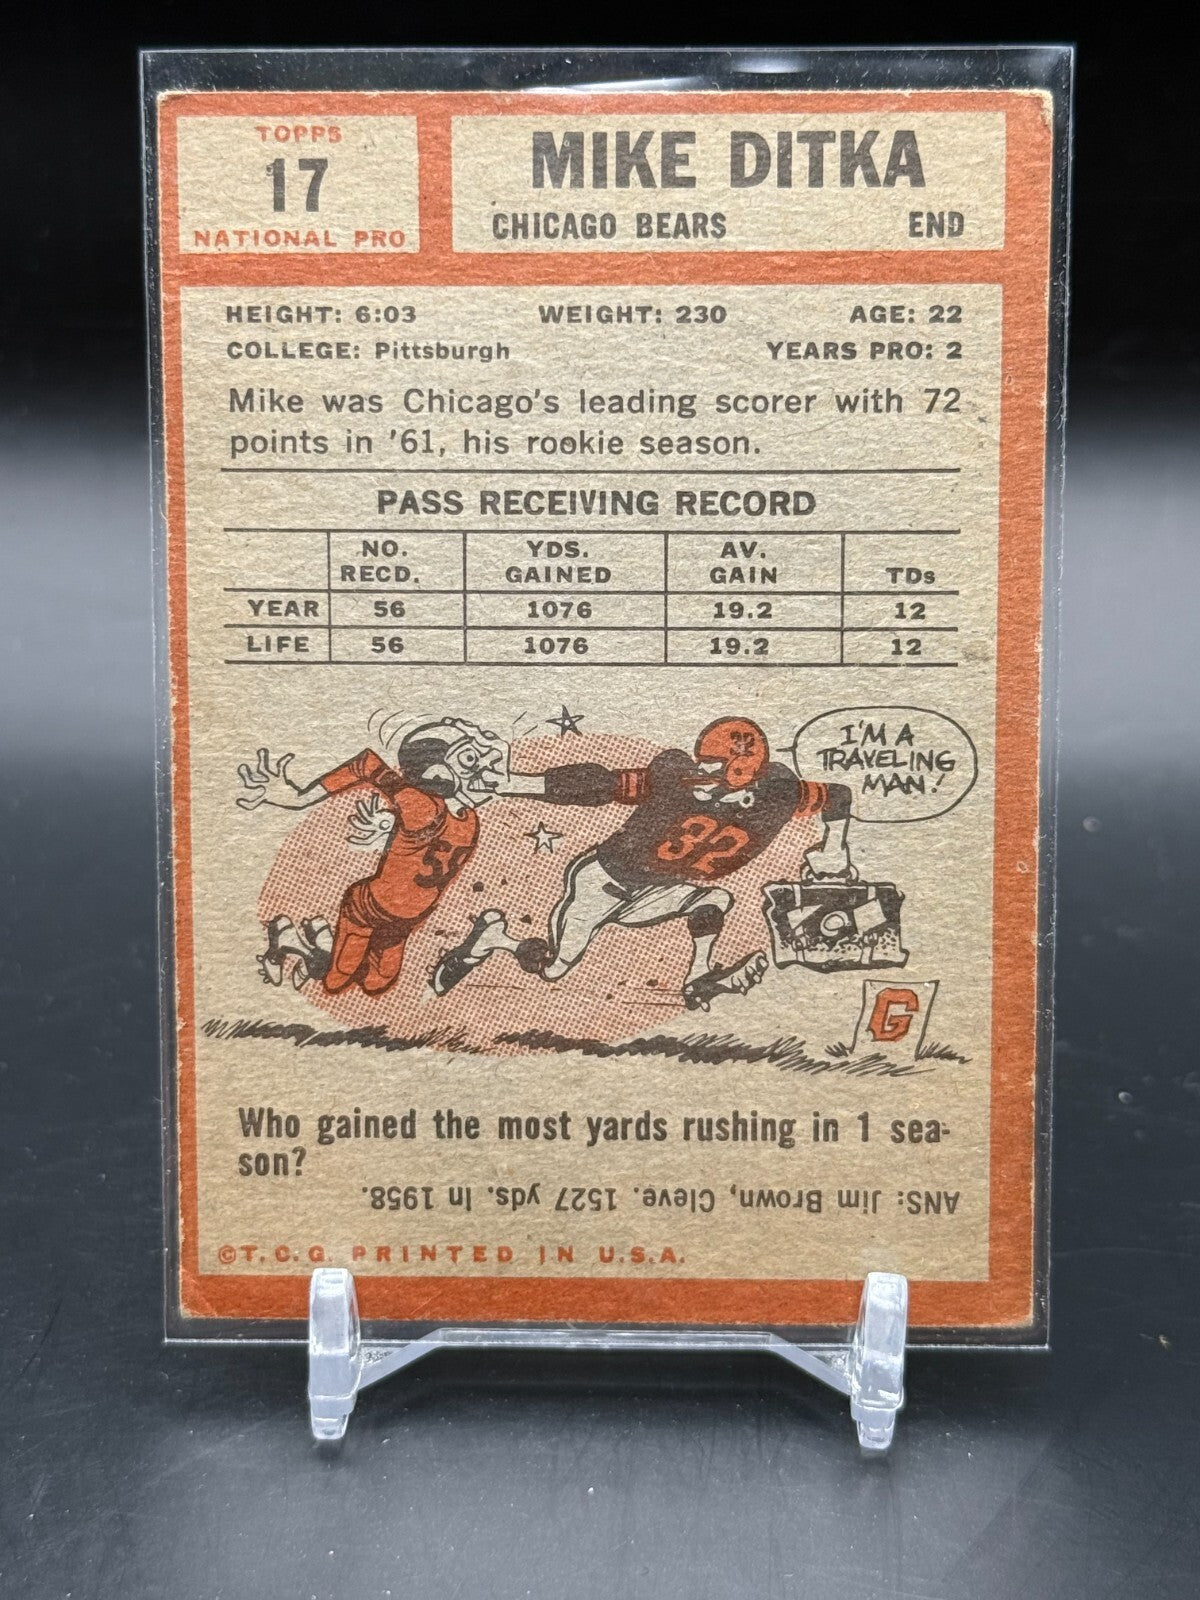 TOPPS
17
NATIONAL PRO
MIKE DITKA
CHICAGO BEARS END
HEIGHT: 6:03 WEIGHT: 230 AGE: 22
COLLEGE: Pittsburgh YEARS PRO: 2
Mike was Chicago's leading scorer with 72
points in '61, his rookie season.
PASS RECEIVING RECORD
NO. YDS. AV.
RECD. GAINED GAIN TDs
YEAR 56 1076 19.2 12
LIFE 56 1076 19.2 12
I'M A
TRAVELING
MAN!
32
32
G
Who gained the most yards rushing in 1 sea-
son?
ANS: Jim Brown, Cleve. 1527 yds. In 1958.
©T.C.G. PRINTED IN U.S.A.